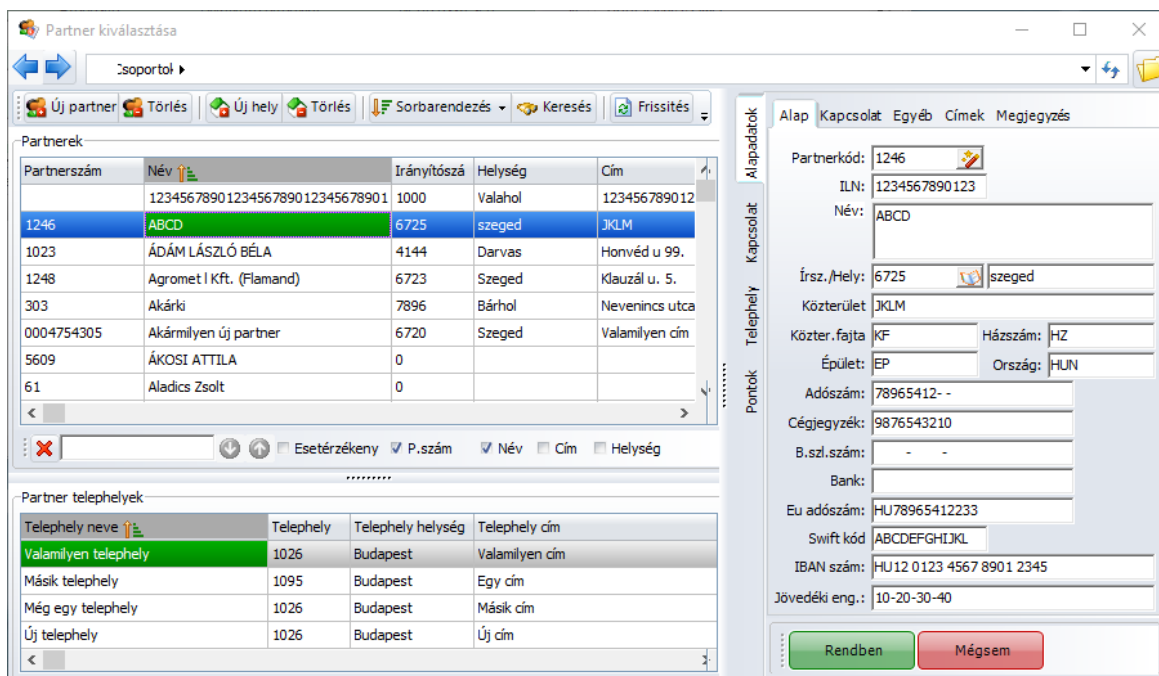 Partner kiválasztása
Csoportok
Új partner Törlés Új hely Törlés Sorbarendezés Keresés Frissítés
Partnerek
Partnerszám Név Irányítószá Helység Cím
1234567890123456789012345678901 1000 Valahol 123456789012
1246 ABCD 6725 szeged JKLM
1023 ÁDÁM LÁSZLÓ BÉLA 4144 Darvas Honvéd u 99.
1248 Agromet l Kft. (Flamand) 6723 Szeged Klauzál u. 5.
303 Akárki 7896 Bárhol Nevenincs utca
0004754305 Akármilyen új partner 6720 Szeged Valamilyen cím
5609 ÁKOSI ATTILA 0
61 Aladics Zsolt 0
Esetérzékeny P.szám Név Cím Helység
Partner telephelyek
Telephely neve Telephely Telephely helység Telephely cím
Valamilyen telephely 1026 Budapest Valamilyen cím
Másik telephely 1095 Budapest Egy cím
Még egy telephely 1026 Budapest Másik cím
Új telephely 1026 Budapest Új cím
Alapadatok
Kapcsolat
Telephely
Pontok
Alap Kapcsolat Egyéb Címek Megjegyzés
Partnerkód: 1246
ILN: 1234567890123
Név: ABCD
Írsz./Hely: 6725 szeged
Közterület JKLM
Közter.fajta KF Házszám: HZ
Épület: EP Ország: HUN
Adószám: 78965412- -
Cégjegyzék: 9876543210
B.szl.szám: - -
Bank:
Eu adószám: HU78965412233
Swift kód ABCDEFGHIJKL
IBAN szám: HU12 0123 4567 8901 2345
Jövedéki eng.: 10-20-30-40
Rendben Mégsem